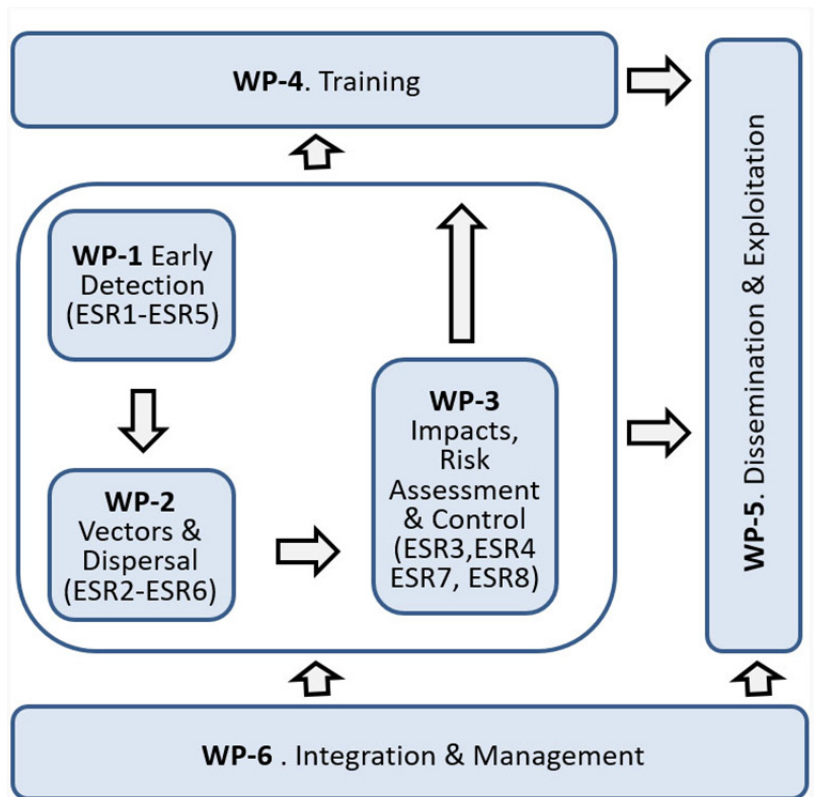 WP-4. Training
WP-1 Early
Detection
(ESR1-ESR5)
WP-2
Vectors &
Dispersal
(ESR2-ESR6)
WP-3
Impacts,
Risk
Assessment
& Control
(ESR3,ESR4
ESR7, ESR8)
WP-5. Dissemination & Exploitation
WP-6 . Integration & Management